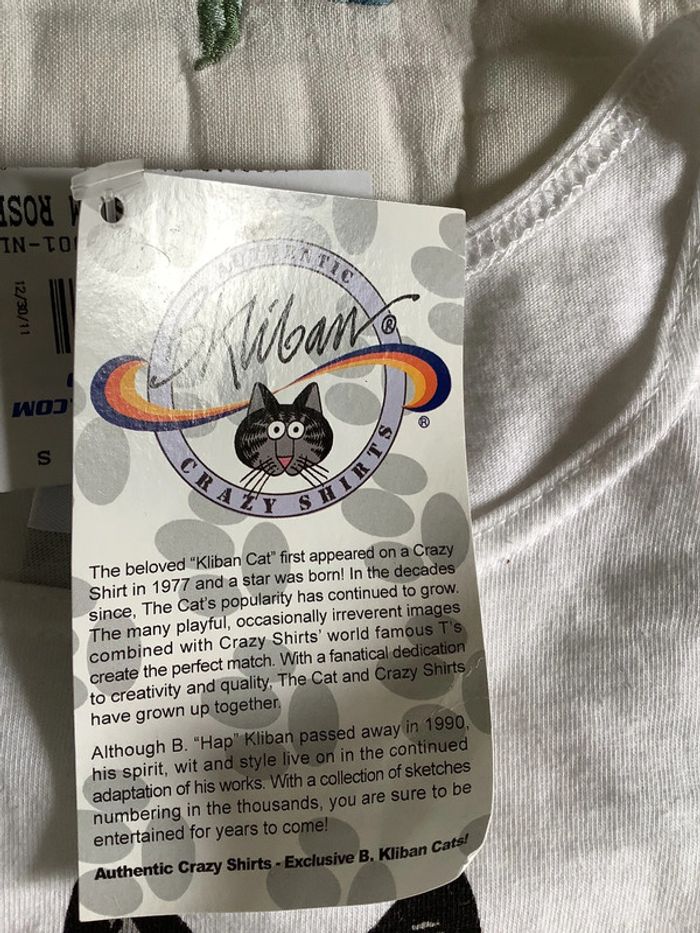 M ROSE
001-NL
12/30/11
.COM
S
AUTHENTIC
BKliban®
®
CRAZY SHIRTS
The beloved "Kliban Cat" first appeared on a Crazy
Shirt in 1977 and a star was born! In the decades
since, The Cat's popularity has continued to grow.
The many playful, occasionally irreverent images
combined with Crazy Shirts' world famous T's
create the perfect match. With a fanatical dedication
to creativity and quality, The Cat and Crazy Shirts
have grown up together.
Although B. "Hap" Kliban passed away in 1990,
his spirit, wit and style live on in the continued
adaptation of his works. With a collection of sketches
numbering in the thousands, you are sure to be
entertained for years to come!
Authentic Crazy Shirts - Exclusive B. Kliban Cats!